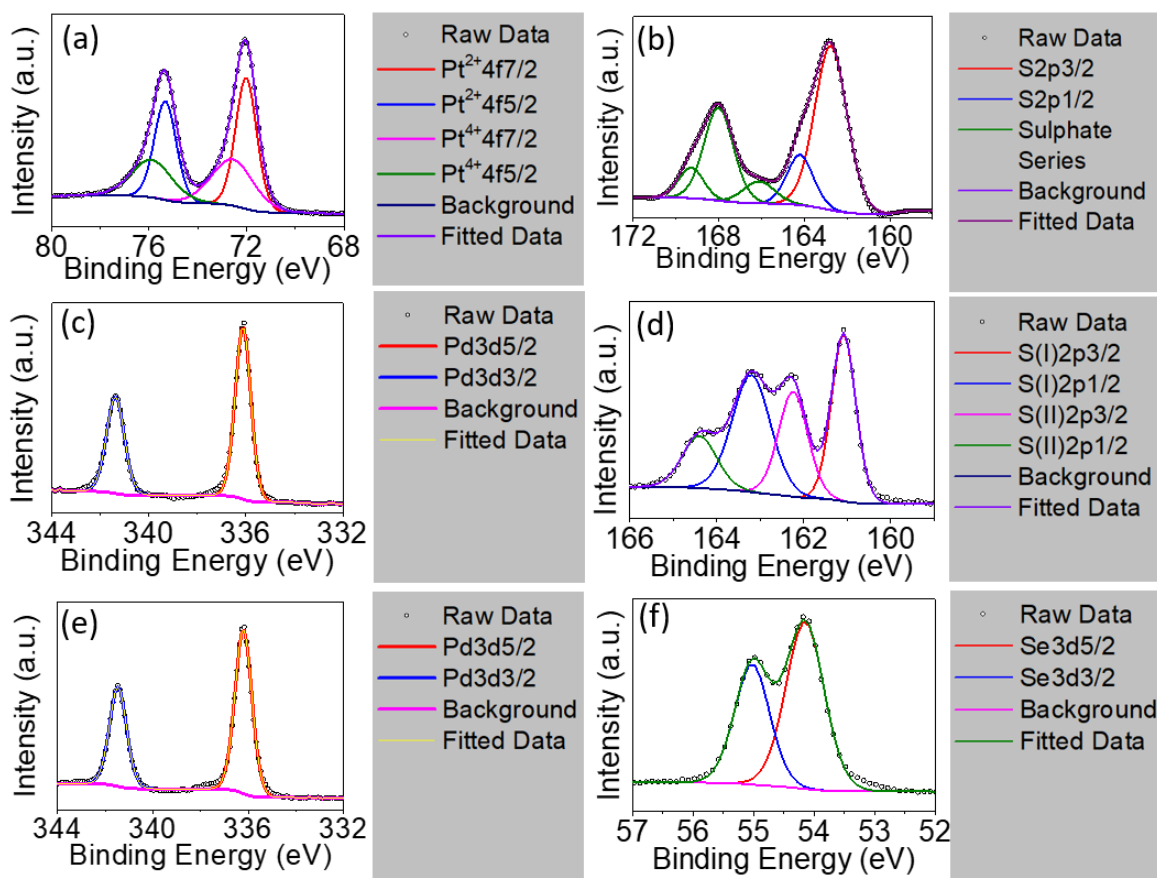 (a)
Intensity (a.u.)
80 76 72 68
Binding Energy (eV)
Raw Data
Pt2+4f7/2
Pt2+4f5/2
Pt4+4f7/2
Pt4+4f5/2
Background
Fitted Data
(b)
Intensity (a.u.)
172 168 164 160
Binding Energy (eV)
Raw Data
S2p3/2
S2p1/2
Sulphate
Series
Background
Fitted Data
(c)
Intensity (a.u.)
344 340 336 332
Binding Energy (eV)
Raw Data
Pd3d5/2
Pd3d3/2
Background
Fitted Data
(d)
Intensity (a.u.)
166 164 162 160
Binding Energy (eV)
Raw Data
S(I)2p3/2
S(I)2p1/2
S(II)2p3/2
S(II)2p1/2
Background
Fitted Data
(e)
Intensity (a.u.)
344 340 336 332
Binding Energy (eV)
Raw Data
Pd3d5/2
Pd3d3/2
Background
Fitted Data
(f)
Intensity (a.u.)
57 56 55 54 53 52
Binding Energy (eV)
Raw Data
Se3d5/2
Se3d3/2
Background
Fitted Data